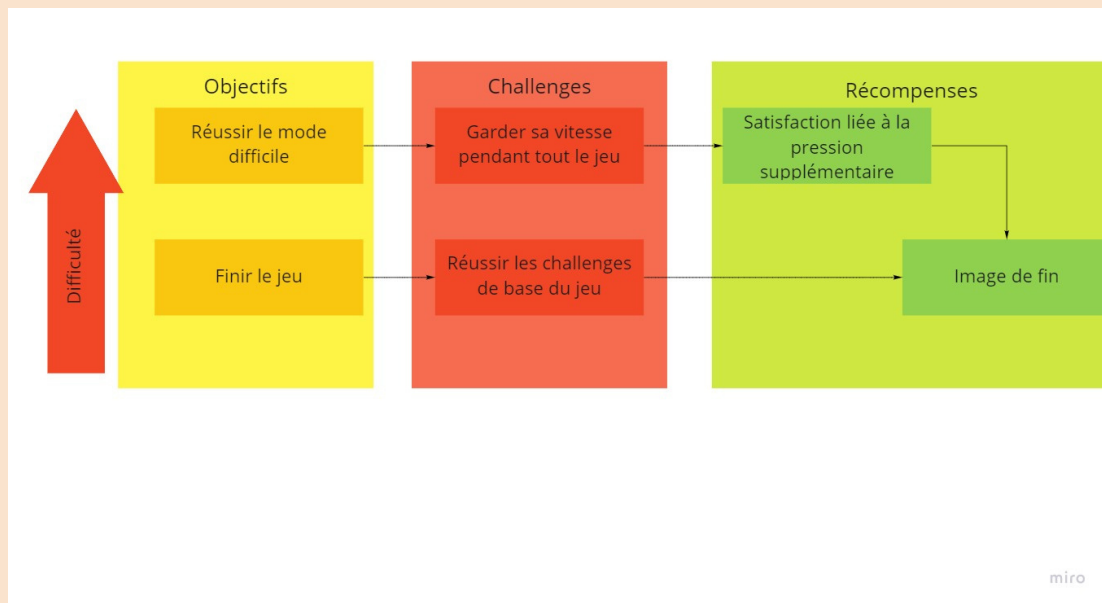 Objectifs
Challenges
Récompenses
Réussir le mode
difficile
Garder sa vitesse
pendant tout le jeu
Satisfaction liée à la
pression
supplémentaire
Difficulté
Finir le jeu
Réussir les challenges
de base du jeu
Image de fin
miro